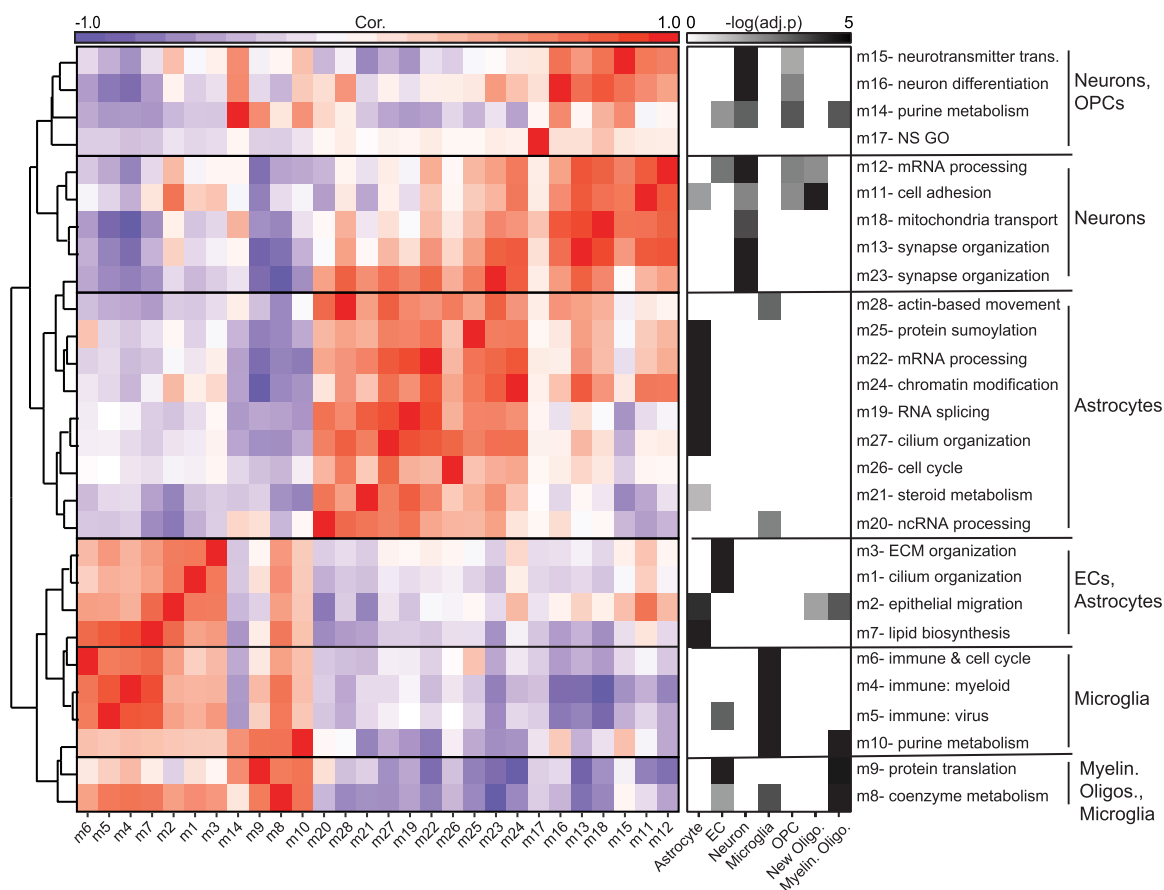 -1.0 Cor. 1.0
0 -log(adj.p) 5
m15- neurotransmitter trans.
m16- neuron differentiation
m14- purine metabolism
m17- NS GO
Neurons,
OPCs
m12- mRNA processing
m11- cell adhesion
m18- mitochondria transport
m13- synapse organization
m23- synapse organization
Neurons
m28- actin-based movement
m25- protein sumoylation
m22- mRNA processing
m24- chromatin modification
m19- RNA splicing
m27- cilium organization
m26- cell cycle
m21- steroid metabolism
m20- ncRNA processing
Astrocytes
m3- ECM organization
m1- cilium organization
m2- epithelial migration
m7- lipid biosynthesis
ECs,
Astrocytes
m6- immune & cell cycle
m4- immune: myeloid
m5- immune: virus
m10- purine metabolism
Microglia
m9- protein translation
m8- coenzyme metabolism
Myelin.
Oligos.,
Microglia
m6 m5 m4 m7 m2 m1 m3 m14 m9 m8 m10 m20 m28 m21 m27 m19 m22 m26 m25 m23 m24 m17 m16 m13 m18 m15 m11 m12
Astrocyte EC Neuron Microglia OPC New Oligo. Myelin. Oligo.